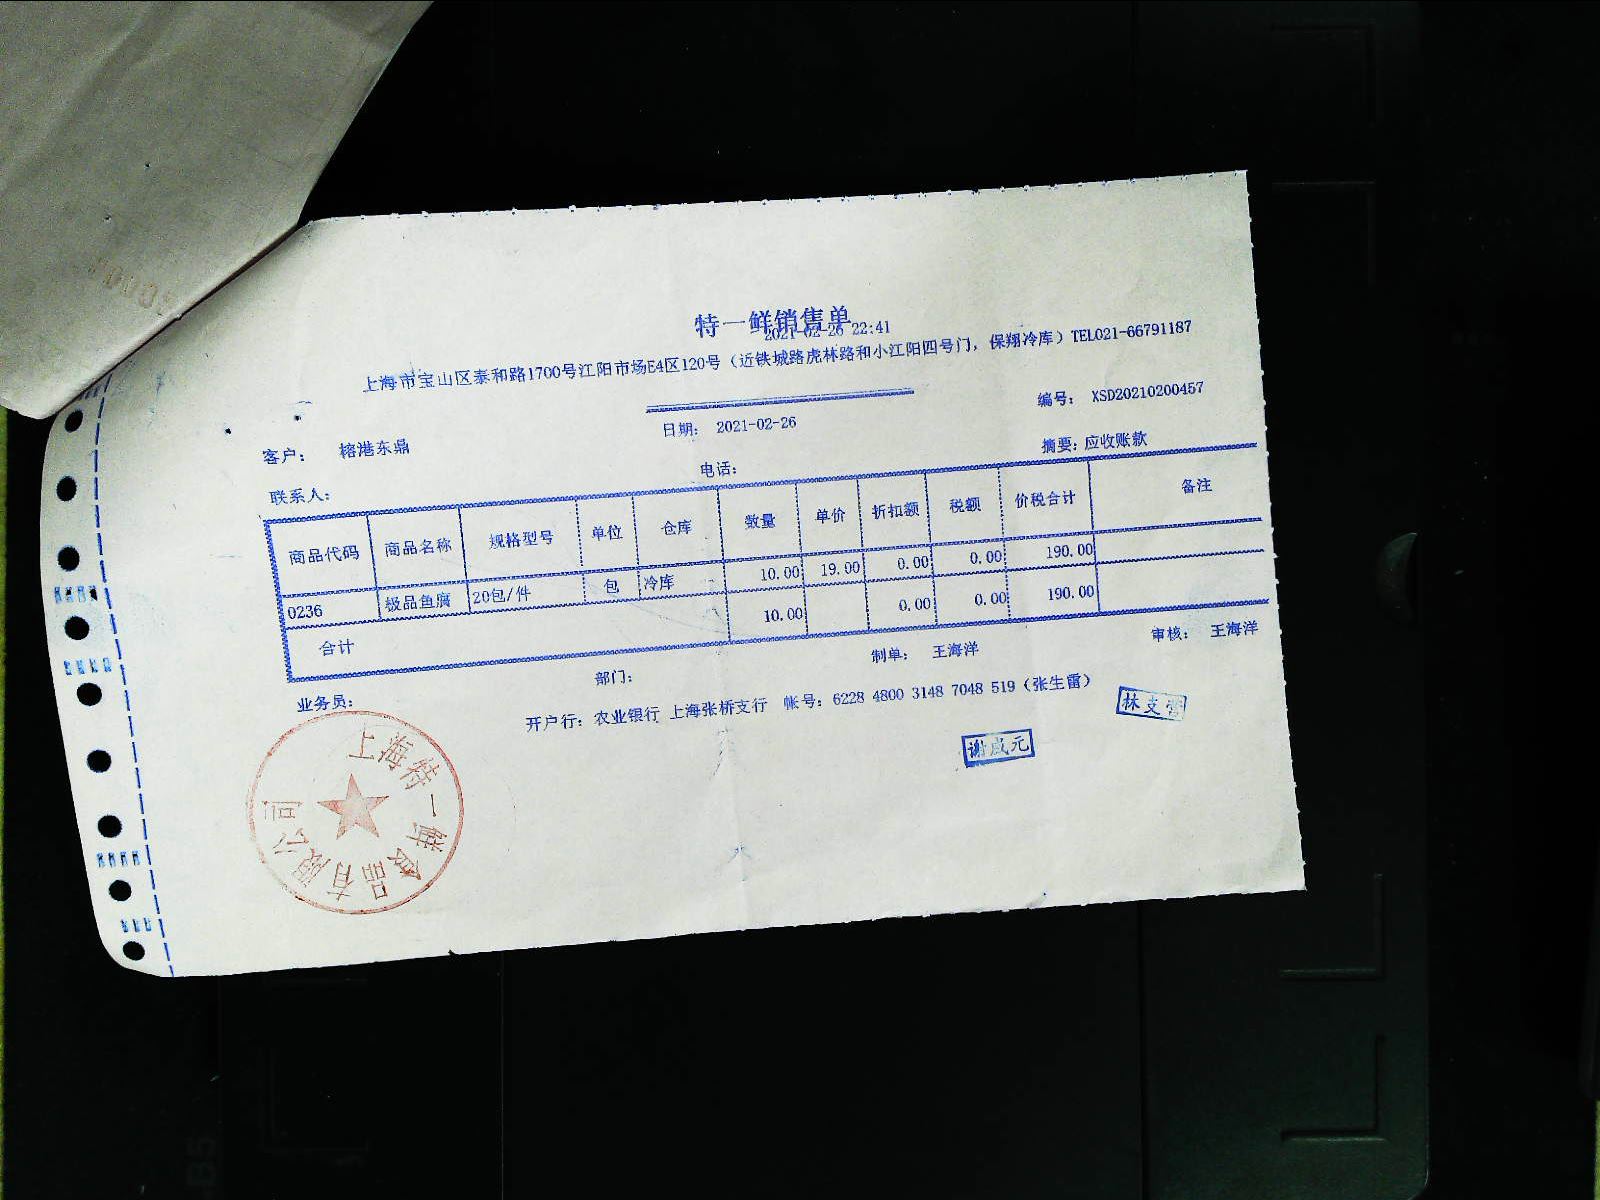 特一鲜销售单
2021-02-26 22:41
上海市宝山区泰和路1700号江阳市场E4区120号（近铁城路虎林路和小江阳四号门，保翔冷库）TEL021-66791187
客户： 榕港东鼎 日期： 2021-02-26 编号： XSD20210200457
联系人： 电话： 摘要：应收账款
商品代码 商品名称 规格型号 单位 仓库 数量 单价 折扣额 税额 价税合计 备注
0236 极品鱼腐 20包/件 包 冷库 10.00 19.00 0.00 0.00 190.00
合计 10.00 0.00 0.00 190.00
业务员： 部门： 制单： 王海洋 审核： 王海洋
开户行：农业银行 上海张桥支行 帐号：6228 4800 3148 7048 519（张生雷）
林支营
谢成元
上海特一鲜食品有限公司